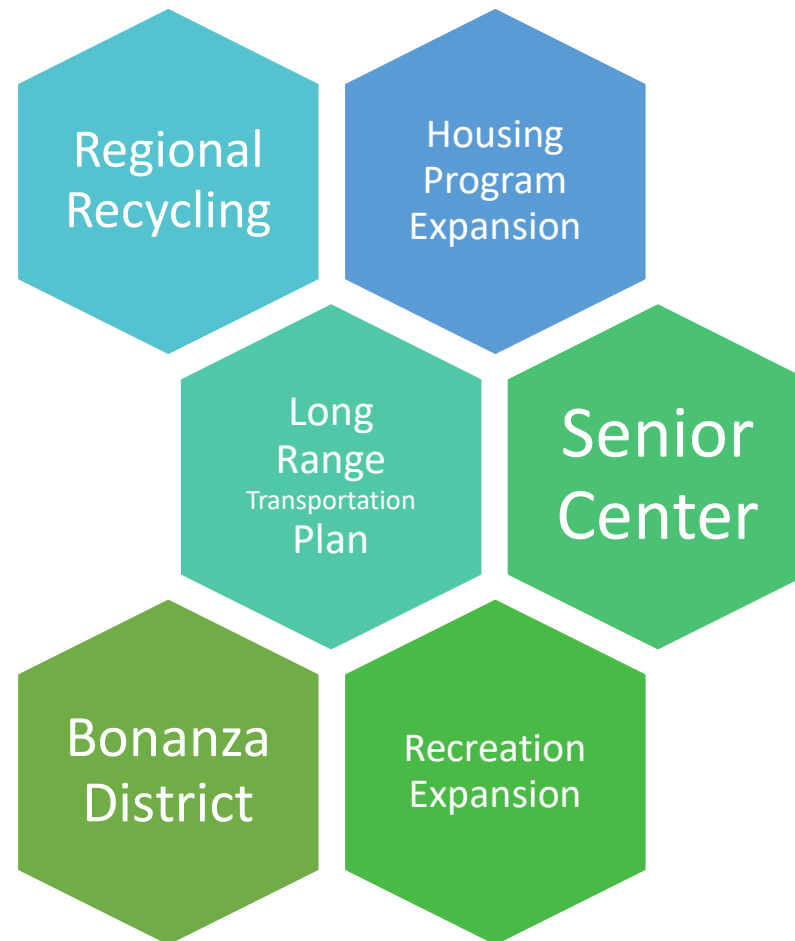 Regional
Recycling
Housing
Program
Expansion
Long
Range
Transportation
Plan
Senior
Center
Bonanza
District
Recreation
Expansion